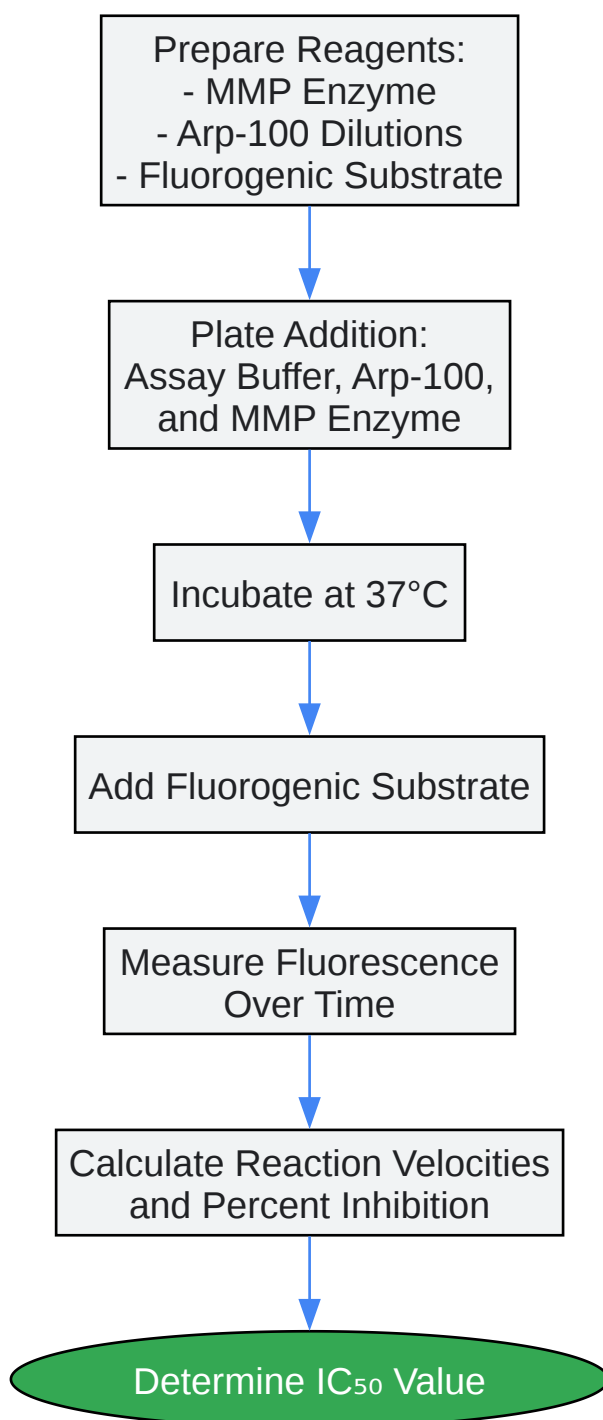 Prepare Reagents:
- MMP Enzyme
- Arp-100 Dilutions
- Fluorogenic Substrate
Plate Addition:
Assay Buffer, Arp-100,
and MMP Enzyme
Incubate at 37°C
Add Fluorogenic Substrate
Measure Fluorescence
Over Time
Calculate Reaction Velocities
and Percent Inhibition
Determine IC₅₀ Value